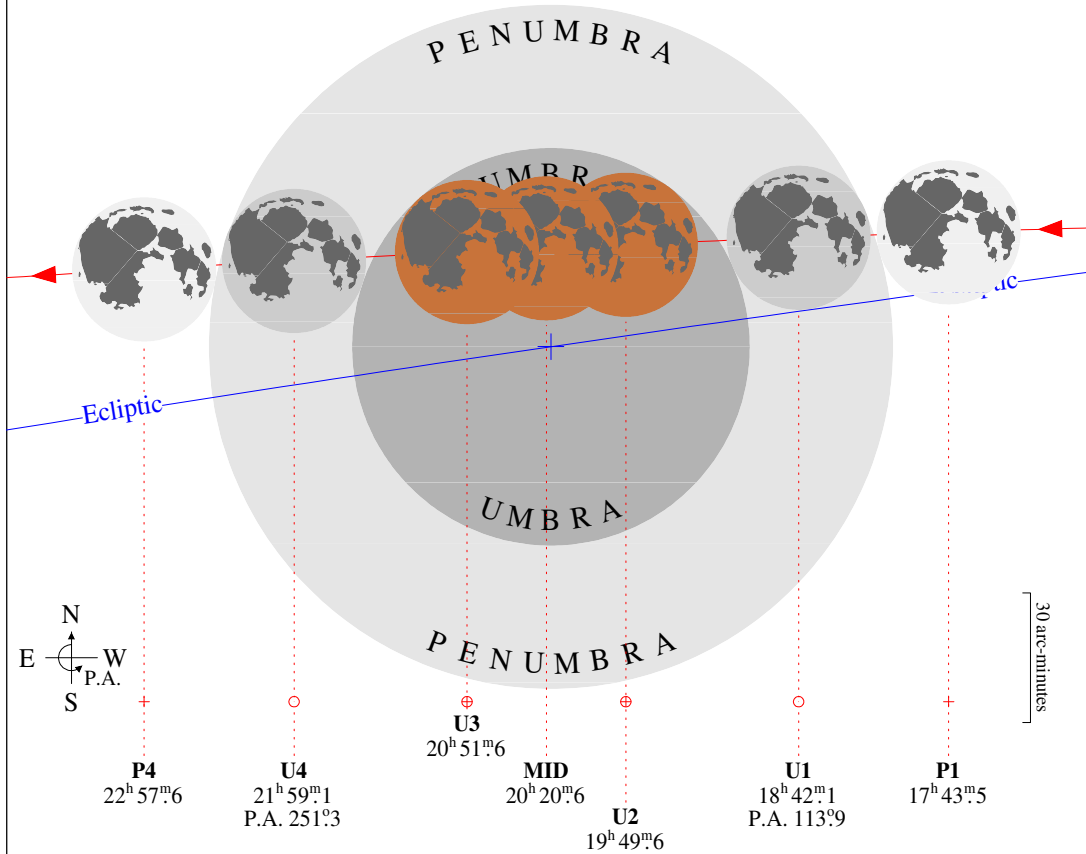 PENUMBRA
UMBR
Ecliptic
UMBRA
PENUMBRA
N
E W
P.A.
S
30 arc-minutes
U3
20ʰ 51ᵐ.6
P4
22ʰ 57ᵐ.6
U4
21ʰ 59ᵐ.1
P.A. 251°.3
MID
20ʰ 20ᵐ.6
U2
19ʰ 49ᵐ.6
U1
18ʰ 42ᵐ.1
P.A. 113°.9
P1
17ʰ 43ᵐ.5